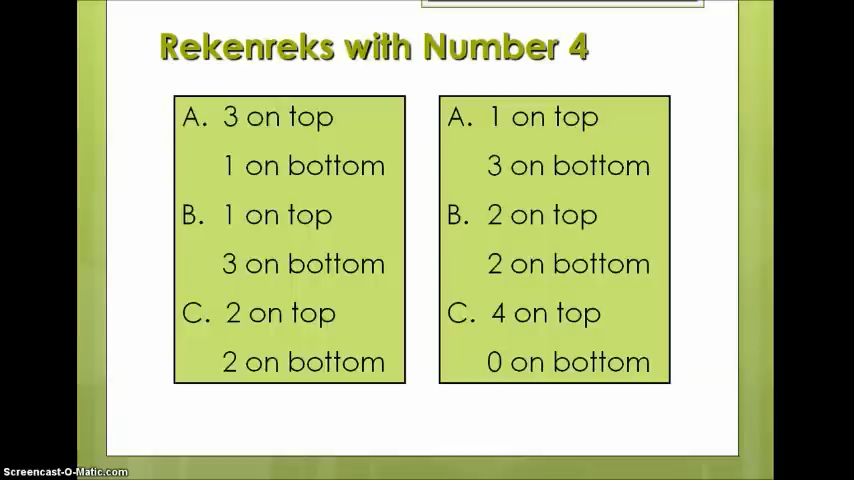 Rekenreks with Number 4
A. 3 on top
1 on bottom
B. 1 on top
3 on bottom
C. 2 on top
2 on bottom
A. 1 on top
3 on bottom
B. 2 on top
2 on bottom
C. 4 on top
0 on bottom
Screencast-O-Matic.com